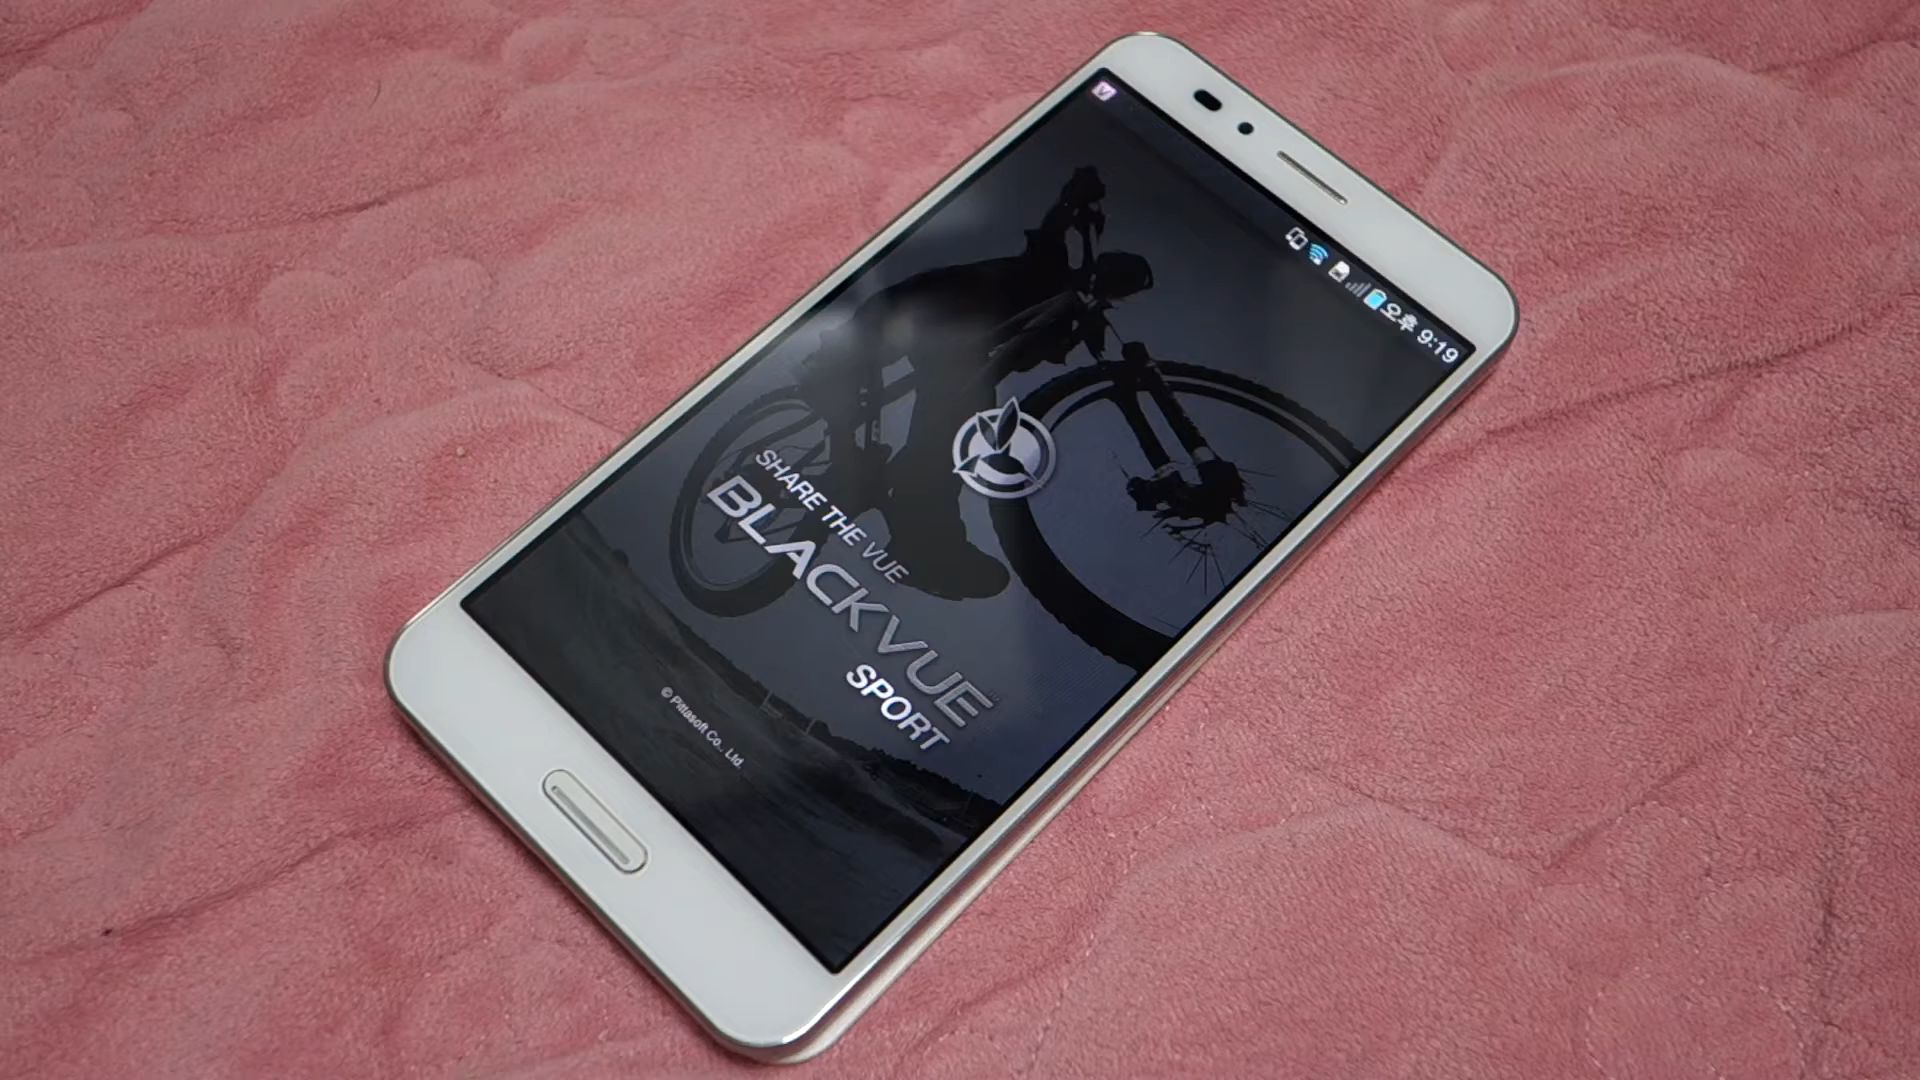 오후 9:19
SHARE THE VUE
BLACKVUE
SPORT
© Pittasoft Co., Ltd.